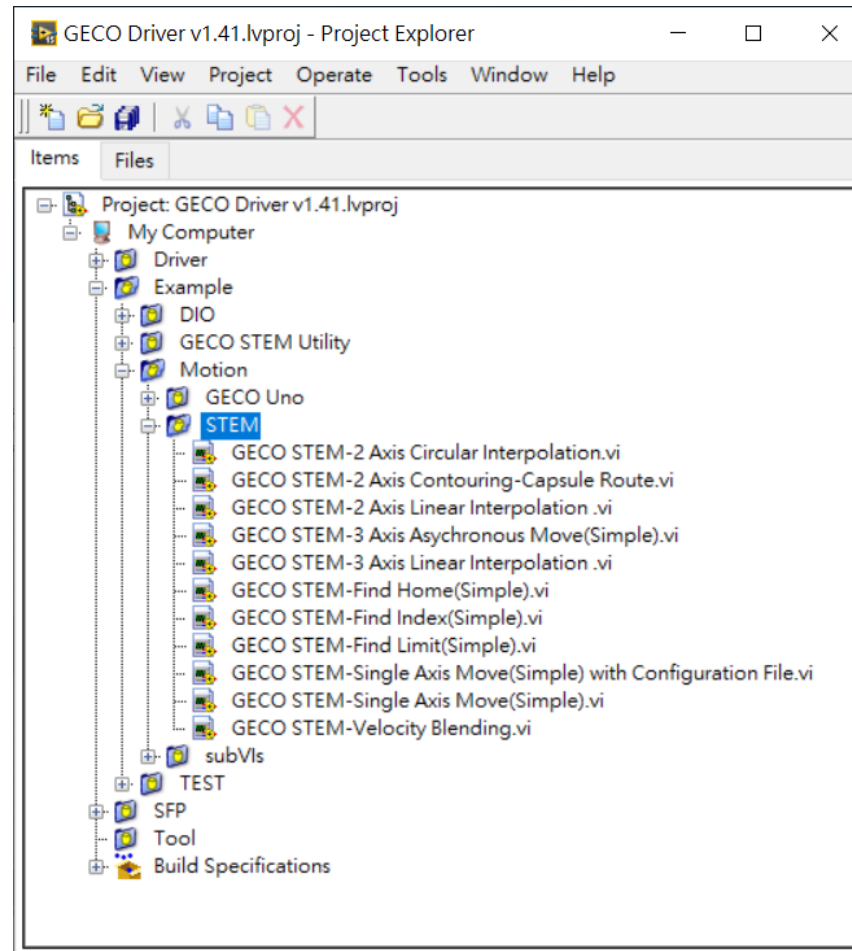 GECO Driver v1.41.lvproj - Project Explorer
File Edit View Project Operate Tools Window Help
Items Files
Project: GECO Driver v1.41.lvproj
My Computer
Driver
Example
DIO
GECO STEM Utility
Motion
GECO Uno
STEM
GECO STEM-2 Axis Circular Interpolation.vi
GECO STEM-2 Axis Contouring-Capsule Route.vi
GECO STEM-2 Axis Linear Interpolation .vi
GECO STEM-3 Axis Asychronous Move(Simple).vi
GECO STEM-3 Axis Linear Interpolation .vi
GECO STEM-Find Home(Simple).vi
GECO STEM-Find Index(Simple).vi
GECO STEM-Find Limit(Simple).vi
GECO STEM-Single Axis Move(Simple) with Configuration File.vi
GECO STEM-Single Axis Move(Simple).vi
GECO STEM-Velocity Blending.vi
subVIs
TEST
SFP
Tool
Build Specifications